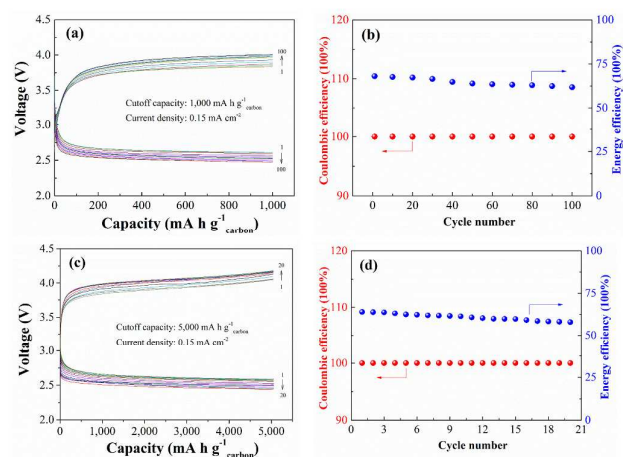 (a)
Voltage (V)
4.5
4.0
3.5
3.0
2.5
2.0
100
1
Cutoff capacity: 1,000 mA h g⁻¹carbon
Current density: 0.15 mA cm⁻²
1
100
0 200 400 600 800 1,000
Capacity (mA h g⁻¹carbon)
(b)
Coulombic efficiency (100%)
120
110
100
90
Energy efficiency (100%)
100
75
50
25
0
0 20 40 60 80 100
Cycle number
(c)
Voltage (V)
4.5
4.0
3.5
3.0
2.5
2.0
20
1
Cutoff capacity: 5,000 mA h g⁻¹carbon
Current density: 0.15 mA cm⁻²
1
20
0 1,000 2,000 3,000 4,000 5,000
Capacity (mA h g⁻¹carbon)
(d)
Coulombic efficiency (100%)
120
110
100
90
Energy efficiency (100%)
100
75
50
25
0
0 3 6 9 12 15 18 21
Cycle number